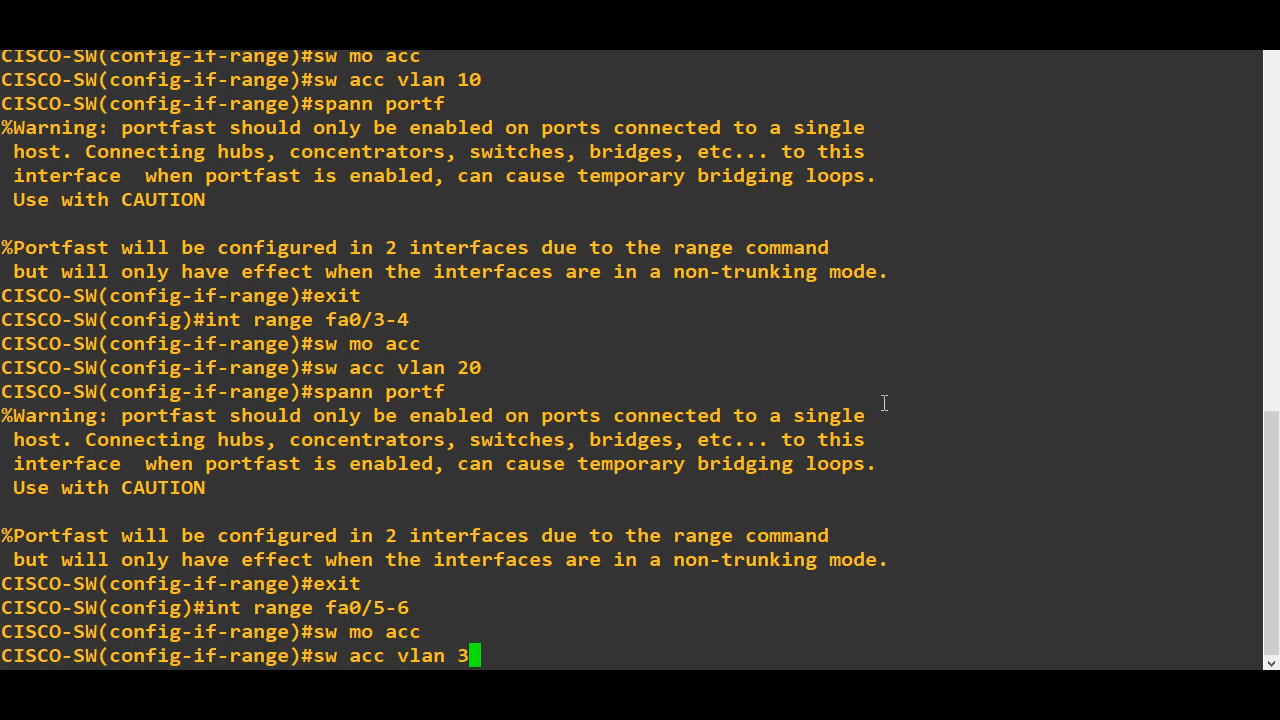 CISCO-SW(config-if-range)#sw mo acc
CISCO-SW(config-if-range)#sw acc vlan 10
CISCO-SW(config-if-range)#spann portf
%Warning: portfast should only be enabled on ports connected to a single
 host. Connecting hubs, concentrators, switches, bridges, etc... to this
 interface  when portfast is enabled, can cause temporary bridging loops.
 Use with CAUTION

%Portfast will be configured in 2 interfaces due to the range command
 but will only have effect when the interfaces are in a non-trunking mode.
CISCO-SW(config-if-range)#exit
CISCO-SW(config)#int range fa0/3-4
CISCO-SW(config-if-range)#sw mo acc
CISCO-SW(config-if-range)#sw acc vlan 20
CISCO-SW(config-if-range)#spann portf
%Warning: portfast should only be enabled on ports connected to a single
 host. Connecting hubs, concentrators, switches, bridges, etc... to this
 interface  when portfast is enabled, can cause temporary bridging loops.
 Use with CAUTION

%Portfast will be configured in 2 interfaces due to the range command
 but will only have effect when the interfaces are in a non-trunking mode.
CISCO-SW(config-if-range)#exit
CISCO-SW(config)#int range fa0/5-6
CISCO-SW(config-if-range)#sw mo acc
CISCO-SW(config-if-range)#sw acc vlan 3